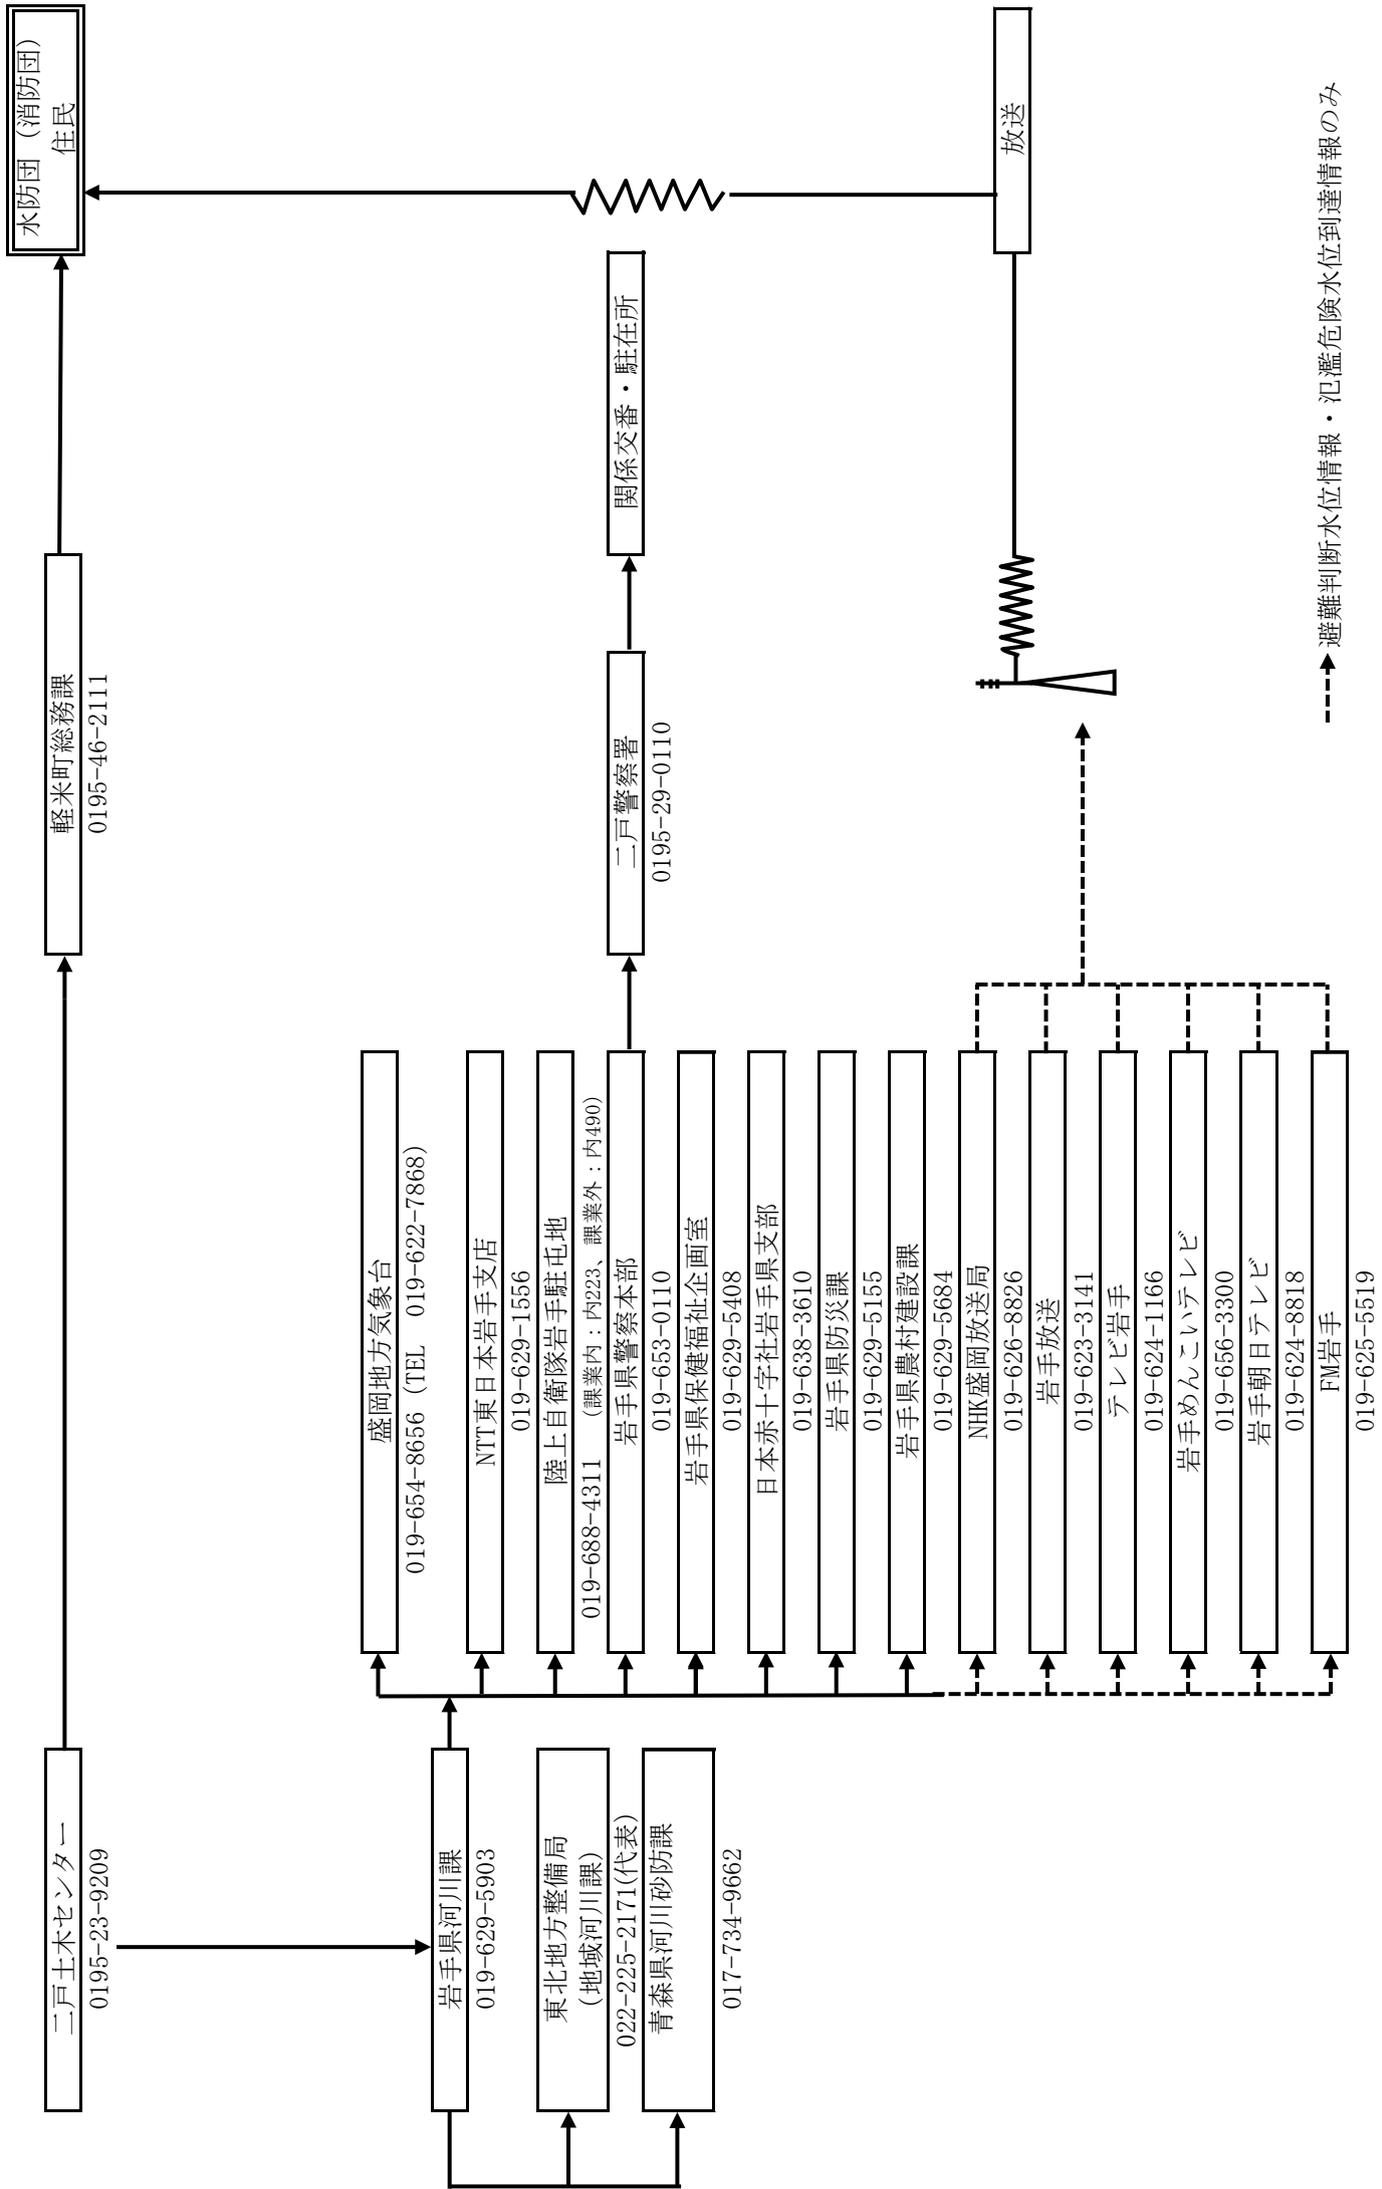 二戸土木センター
0195-23-9209
軽米町総務課
0195-46-2111
水防団（消防団）
住民
岩手県河川課
019-629-5903
東北地方整備局
（地域河川課）
022-225-2171(代表)
青森県河川砂防課
017-734-9662
盛岡地方気象台
019-654-8656（TEL　019-622-7868）
NTT東日本岩手支店
019-629-1556
陸上自衛隊岩手駐屯地
019-688-4311　（課業内：内223、課業外：内490）
岩手県警察本部
019-653-0110
二戸警察署
0195-29-0110
関係交番・駐在所
岩手県保健福祉企画室
019-629-5408
日本赤十字社岩手県支部
019-638-3610
岩手県防災課
019-629-5155
岩手県農村建設課
019-629-5684
NHK盛岡放送局
019-626-8826
岩手放送
019-623-3141
テレビ岩手
019-624-1166
岩手めんこいテレビ
019-656-3300
岩手朝日テレビ
019-624-8818
FM岩手
019-625-5519
放送
避難判断水位情報・氾濫危険水位到達情報のみ